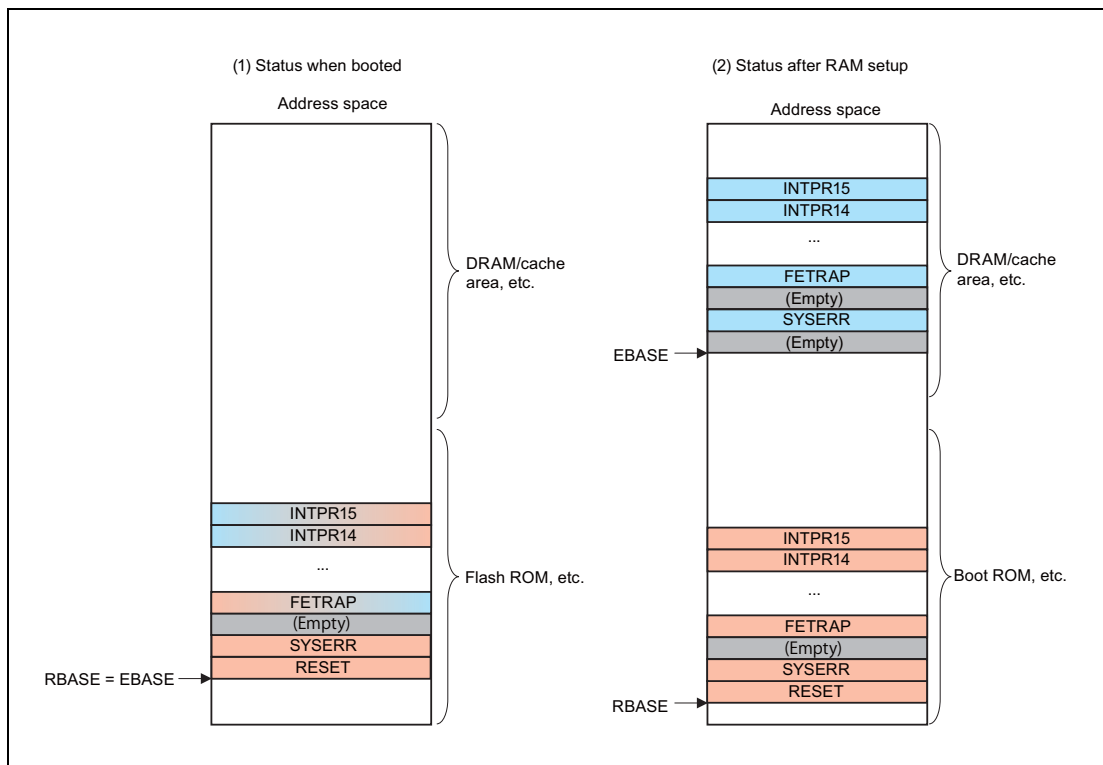 (1) Status when booted
Address space
DRAM/cache
area, etc.
INTPR15
INTPR14
...
FETRAP
(Empty)
SYSERR
RESET
Flash ROM, etc.
RBASE = EBASE
(2) Status after RAM setup
Address space
INTPR15
INTPR14
...
FETRAP
(Empty)
SYSERR
(Empty)
DRAM/cache
area, etc.
EBASE
INTPR15
INTPR14
...
FETRAP
(Empty)
SYSERR
RESET
Boot ROM, etc.
RBASE